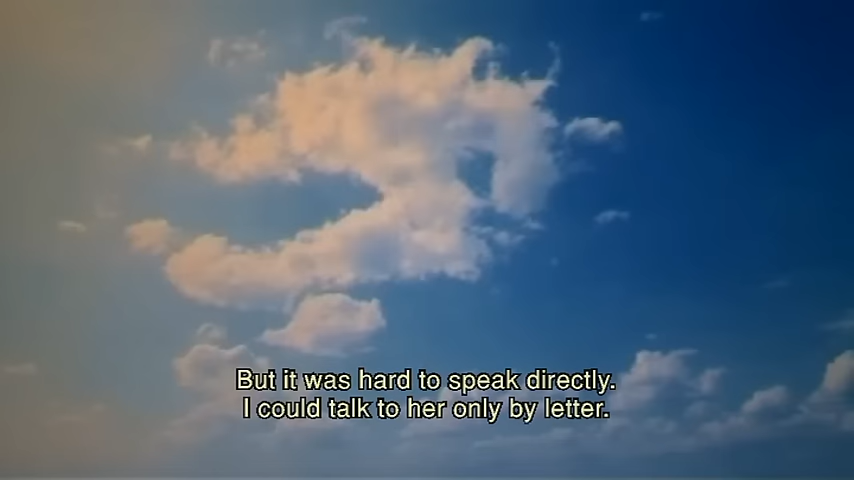 But it was hard to speak directly.
I could talk to her only by letter.